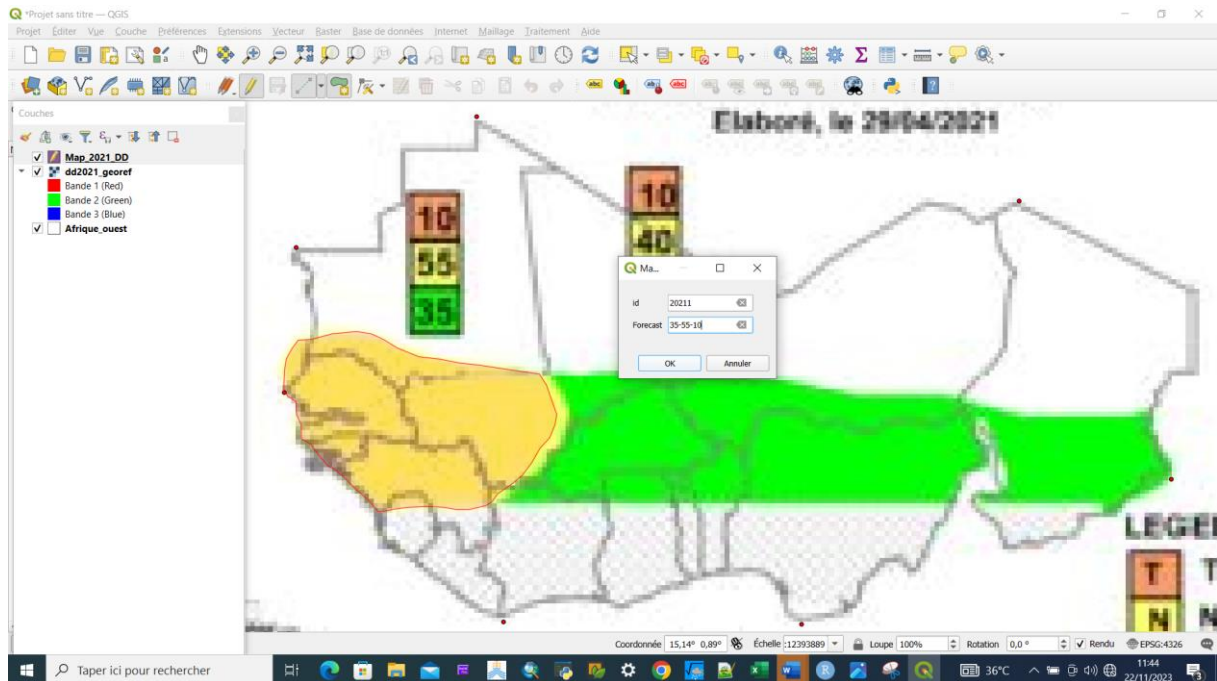 *Projet sans titre — QGIS
Projet Éditer Vue Couche Préférences Extensions Vecteur Raster Base de données Internet Maillage Traitement Aide
Couches
Map_2021_DD
dd2021_georef
Bande 1 (Red)
Bande 2 (Green)
Bande 3 (Blue)
Afrique_ouest
Elaboré, le 29/04/2021
10
55
35
10
40
Ma...
id 20211
Forecast 35-55-10
OK Annuler
LEGE
T T
N N
Coordonnée 15,14° 0,89° Échelle :12393889 Loupe 100% Rotation 0,0 ° Rendu EPSG:4326
Taper ici pour rechercher
36°C
11:44
22/11/2023